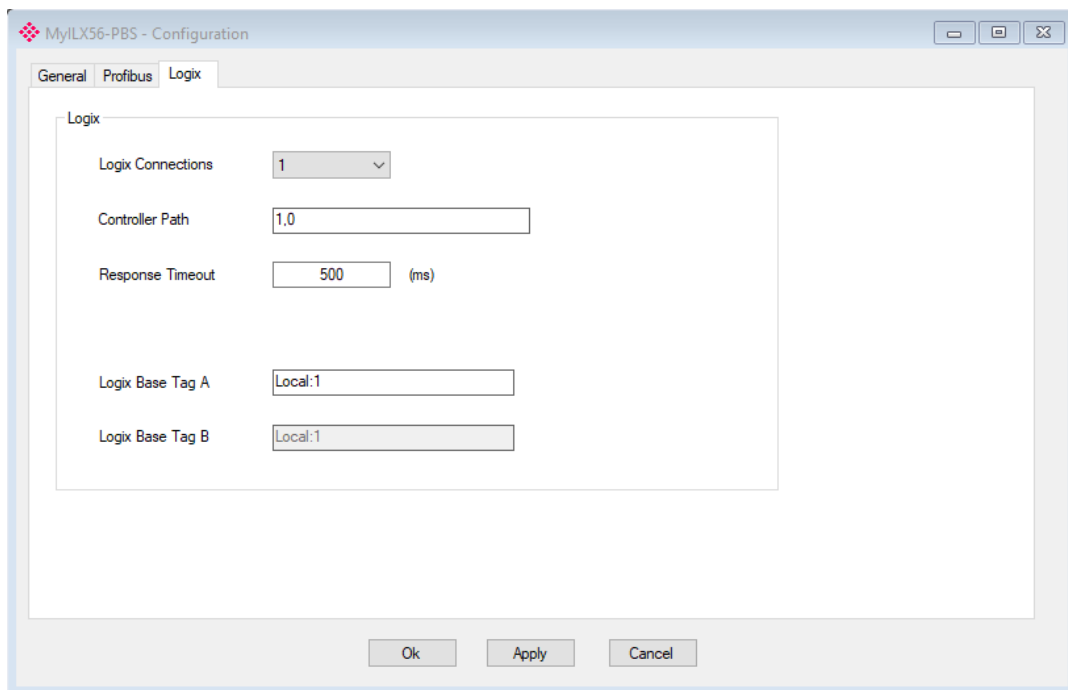 MyILX56-PBS - Configuration
General Profibus Logix
Logix
Logix Connections 1
Controller Path 1,0
Response Timeout 500 (ms)
Logix Base Tag A Local:1
Logix Base Tag B Local:1
Ok Apply Cancel